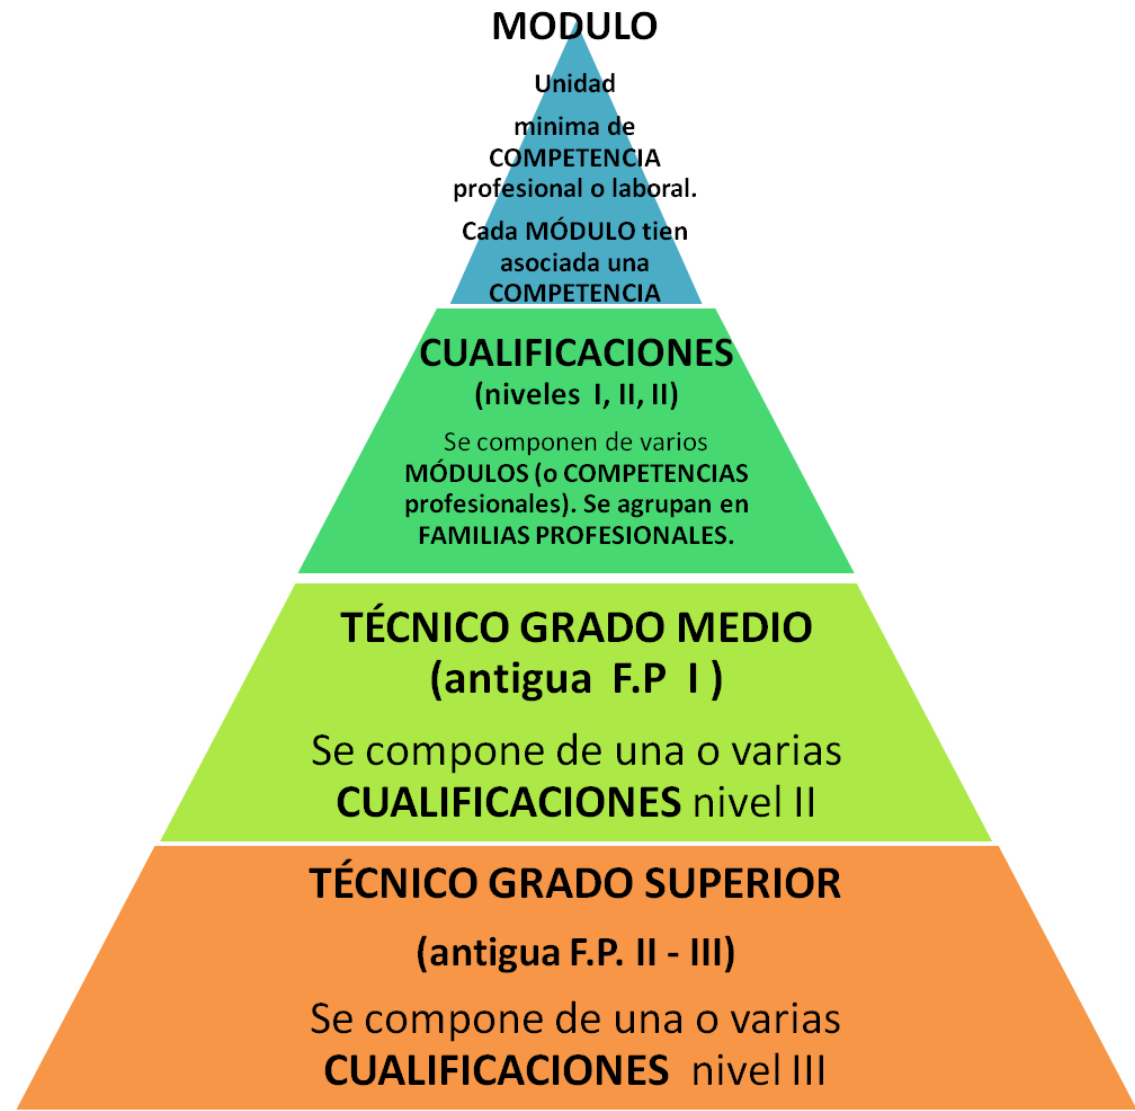 MODULO
Unidad
minima de
COMPETENCIA
profesional o laboral.
Cada MÓDULO tien
asociada una
COMPETENCIA
CUALIFICACIONES
(niveles I, II, II)
Se componen de varios
MÓDULOS (o COMPETENCIAS
profesionales). Se agrupan en
FAMILIAS PROFESIONALES.
TÉCNICO GRADO MEDIO
(antigua F.P I )
Se compone de una o varias
CUALIFICACIONES nivel II
TÉCNICO GRADO SUPERIOR
(antigua F.P. II - III)
Se compone de una o varias
CUALIFICACIONES nivel III